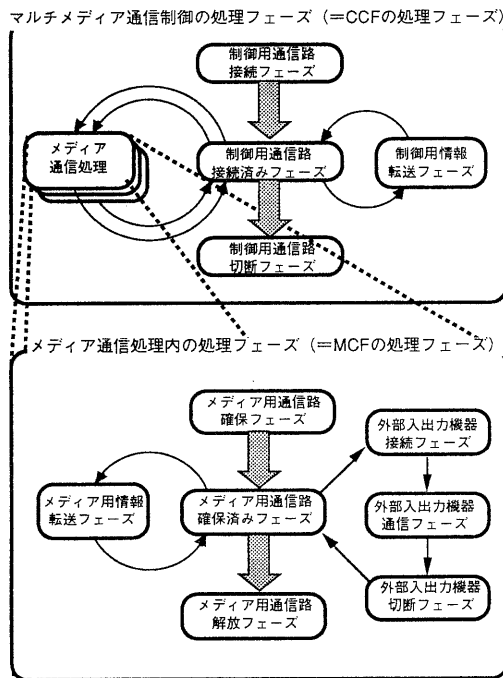 マルチメディア通信制御の処理フェーズ（＝CCFの処理フェーズ）
制御用通信路
接続フェーズ
メディア
通信処理
制御用通信路
接続済みフェーズ
制御用情報
転送フェーズ
制御用通信路
切断フェーズ
メディア通信処理内の処理フェーズ（＝MCFの処理フェーズ）
メディア用通信路
確保フェーズ
外部入出力機器
接続フェーズ
メディア用情報
転送フェーズ
メディア用通信路
確保済みフェーズ
外部入出力機器
通信フェーズ
メディア用通信路
解放フェーズ
外部入出力機器
切断フェーズ